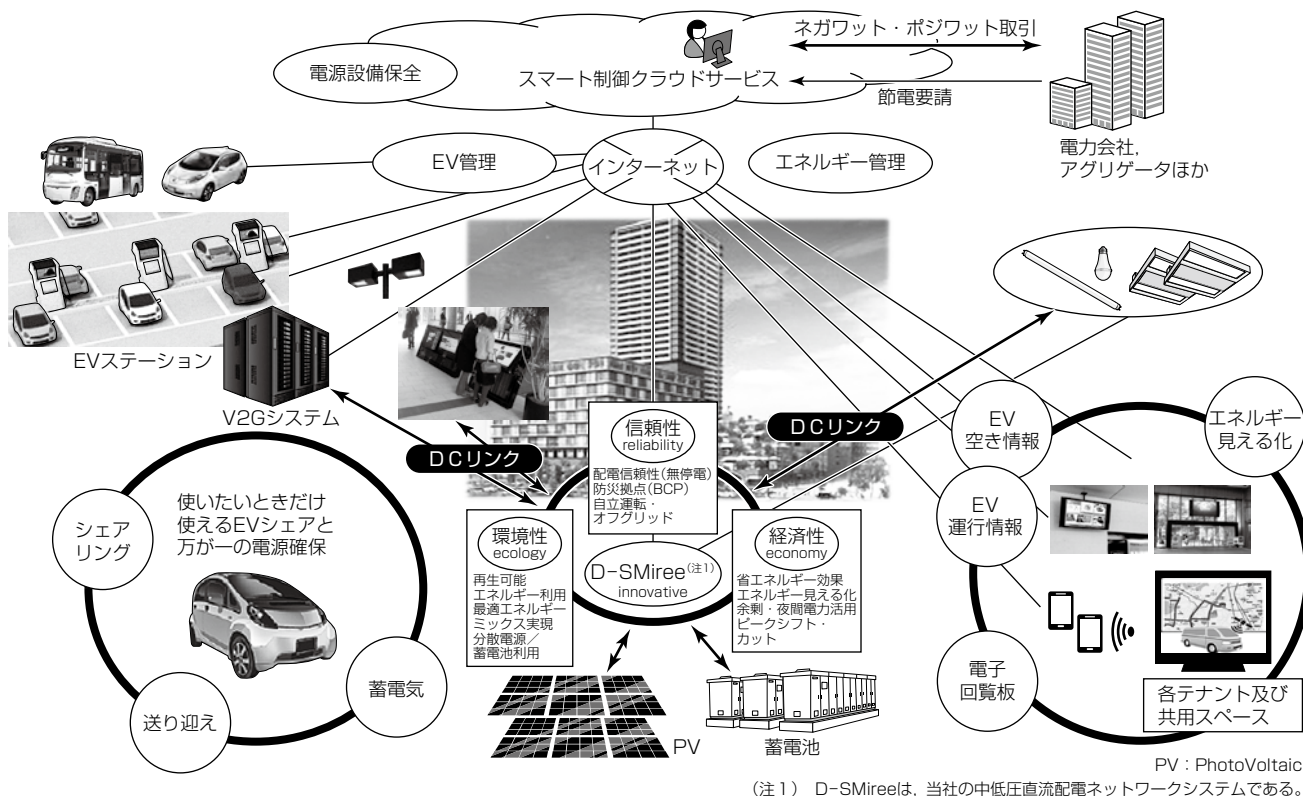 ネガワット・ポジワット取引
電源設備保全
スマート制御クラウドサービス
節電要請
電力会社,
アグリゲータほか
EV管理
インターネット
エネルギー管理
EVステーション
V2Gシステム
DCリンク
DCリンク
信頼性
reliability
配電信頼性(無停電)
防災拠点(BCP)
自立運転・
オフグリッド
環境性
ecology
再生可能
エネルギー利用
最適エネルギー
ミックス実現
分散電源／
蓄電池利用
D-SMiree(注1)
innovative
経済性
economy
省エネルギー効果
エネルギー見える化
余剰・夜間電力活用
ピークシフト・
カット
PV
蓄電池
使いたいときだけ
使えるEVシェアと
万が一の電源確保
シェア
リング
送り迎え
蓄電気
EV
空き情報
エネルギー
見える化
EV
運行情報
電子
回覧板
各テナント及び
共用スペース
PV：PhotoVoltaic
(注1) D-SMireeは, 当社の中低圧直流配電ネットワークシステムである。